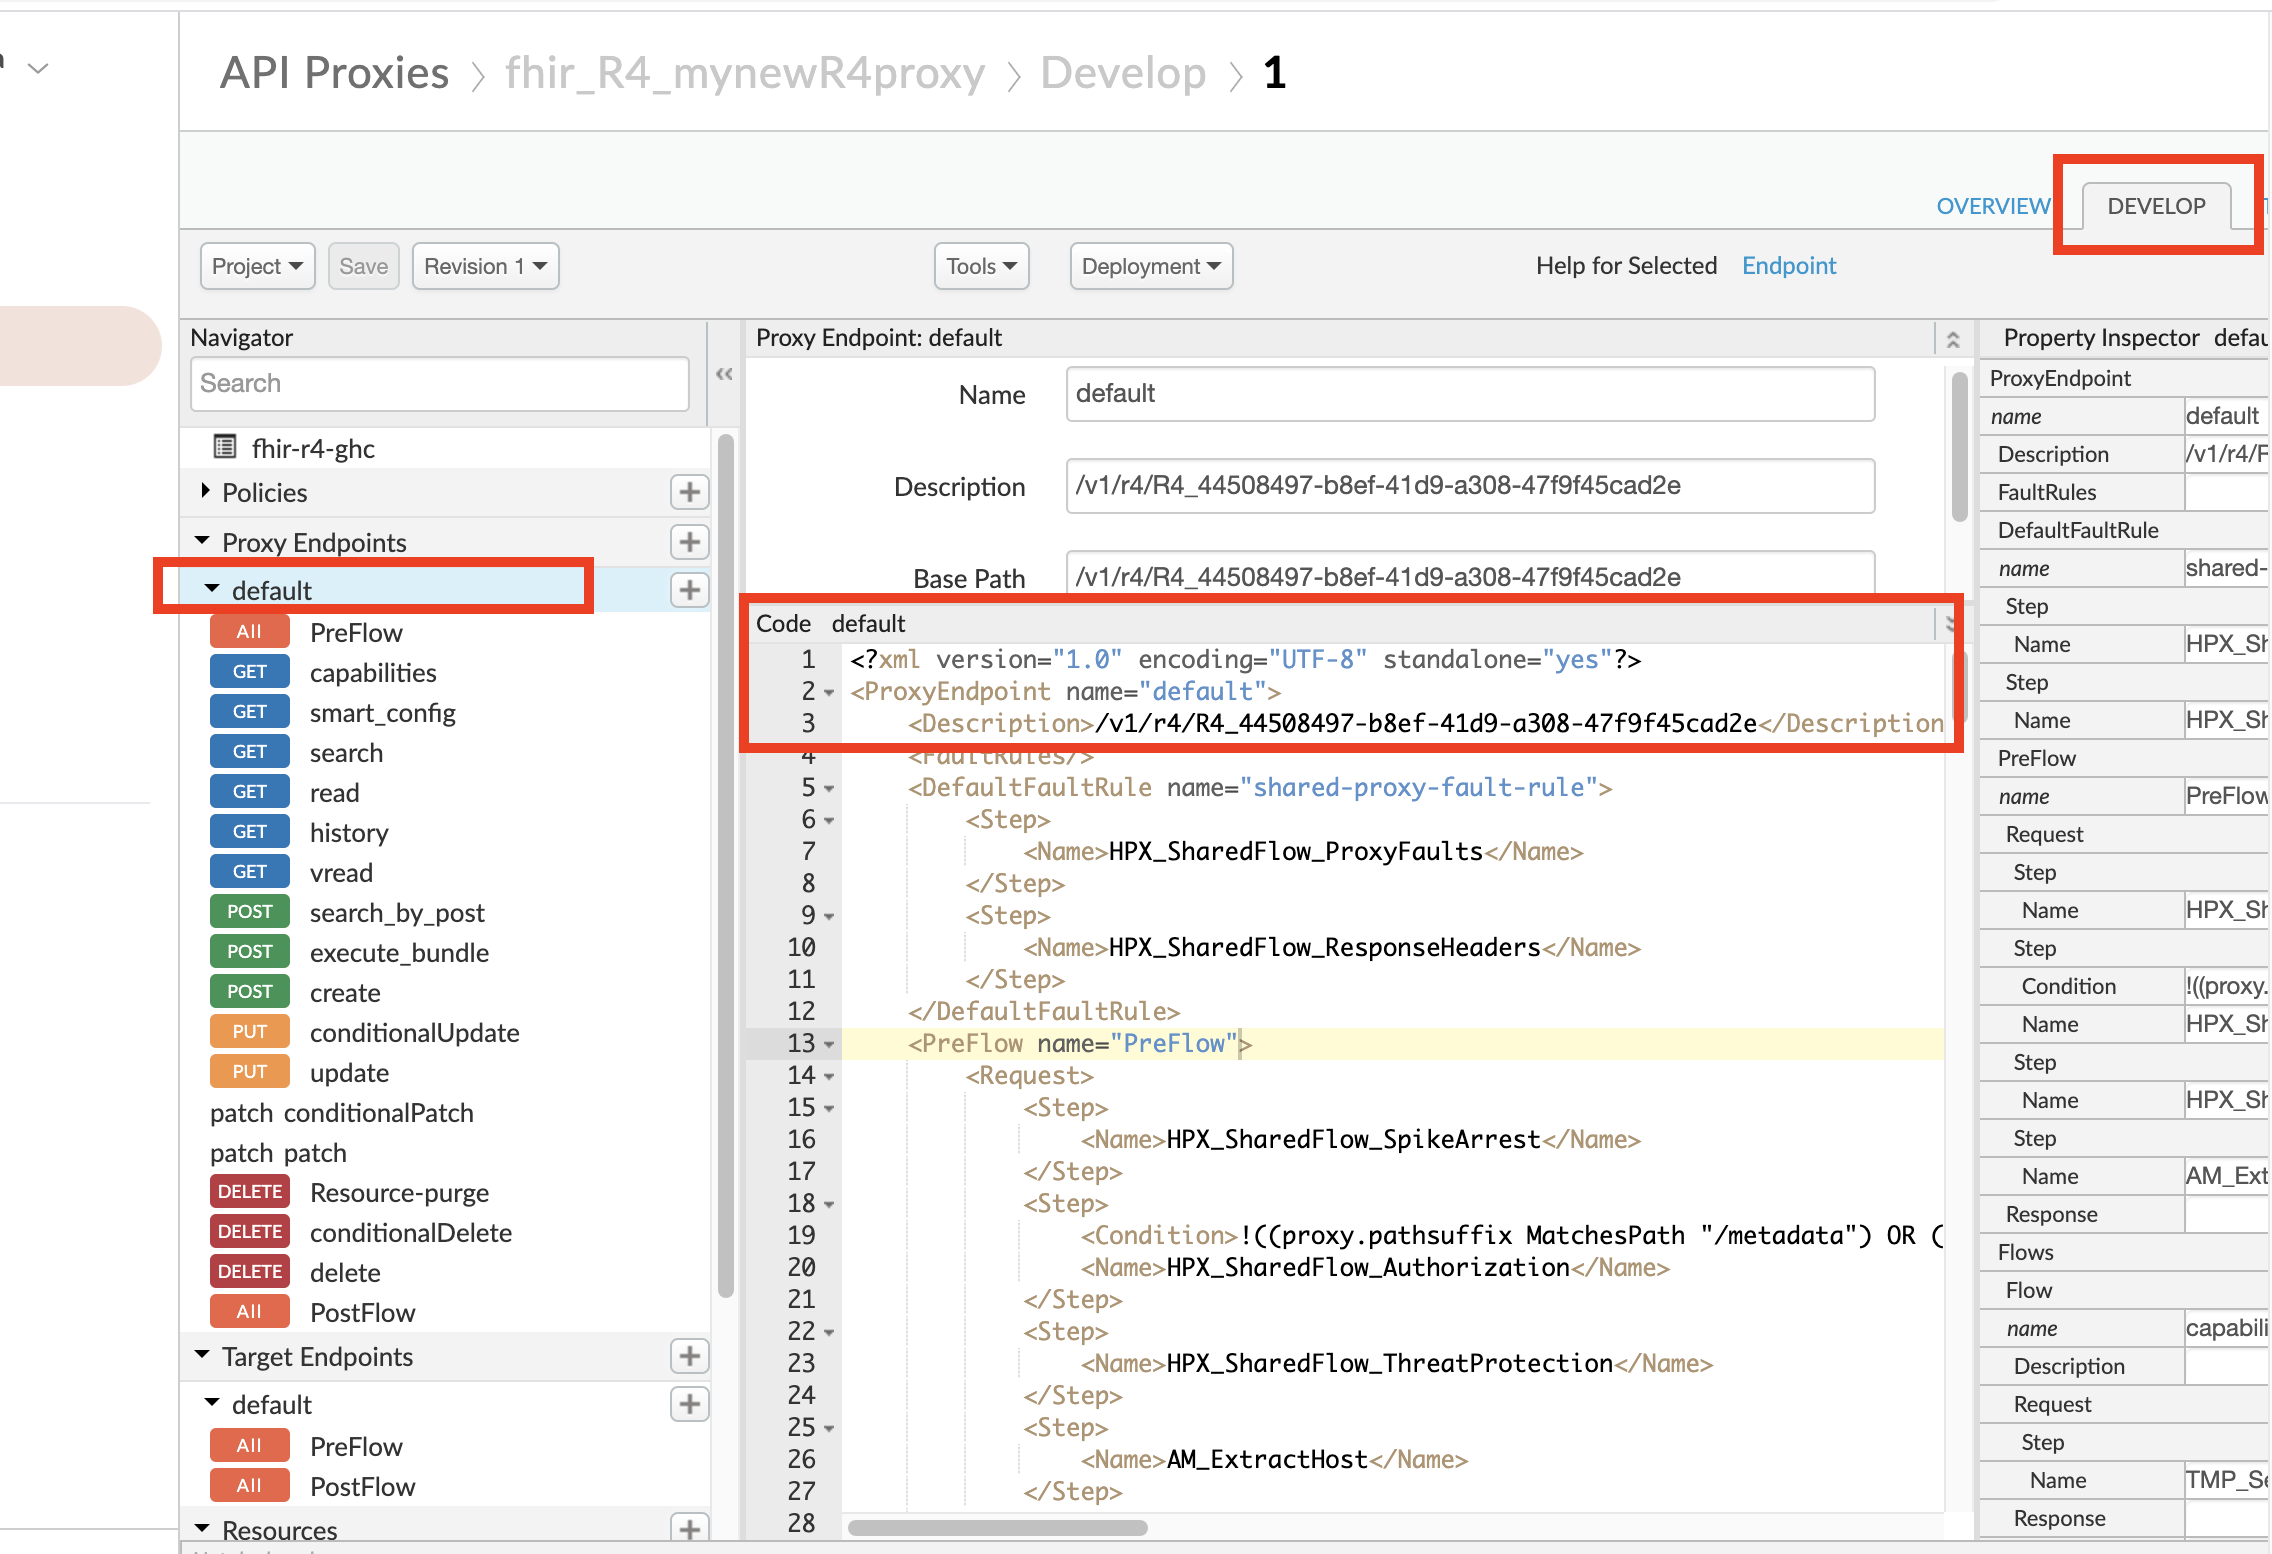 API Proxies > fhir_R4_mynewR4proxy > Develop > 1
OVERVIEW
DEVELOP
Project
Save
Revision 1
Tools
Deployment
Help for Selected Endpoint
Navigator
Search
fhir-r4-ghc
Policies
Proxy Endpoints
default
All PreFlow
GET capabilities
GET smart_config
GET search
GET read
GET history
GET vread
POST search_by_post
POST execute_bundle
POST create
PUT conditionalUpdate
PUT update
patch conditionalPatch
patch patch
DELETE Resource-purge
DELETE conditionalDelete
DELETE delete
All PostFlow
Target Endpoints
default
All PreFlow
All PostFlow
Resources
Proxy Endpoint: default
Name default
Description /v1/r4/R4_44508497-b8ef-41d9-a308-47f9f45cad2e
Base Path /v1/r4/R4_44508497-b8ef-41d9-a308-47f9f45cad2e
Code default
1 <?xml version="1.0" encoding="UTF-8" standalone="yes"?>
2 <ProxyEndpoint name="default">
3 <Description>/v1/r4/R4_44508497-b8ef-41d9-a308-47f9f45cad2e</Description
4 <FaultRules/>
5 <DefaultFaultRule name="shared-proxy-fault-rule">
6 <Step>
7 <Name>HPX_SharedFlow_ProxyFaults</Name>
8 </Step>
9 <Step>
10 <Name>HPX_SharedFlow_ResponseHeaders</Name>
11 </Step>
12 </DefaultFaultRule>
13 <PreFlow name="PreFlow">
14 <Request>
15 <Step>
16 <Name>HPX_SharedFlow_SpikeArrest</Name>
17 </Step>
18 <Step>
19 <Condition>!((proxy.pathsuffix MatchesPath "/metadata") OR (
20 <Name>HPX_SharedFlow_Authorization</Name>
21 </Step>
22 <Step>
23 <Name>HPX_SharedFlow_ThreatProtection</Name>
24 </Step>
25 <Step>
26 <Name>AM_ExtractHost</Name>
27 </Step>
28
Property Inspector defau
ProxyEndpoint
name default
Description /v1/r4/F
FaultRules
DefaultFaultRule
name shared-
Step
Name HPX_Sh
Step
Name HPX_Sh
PreFlow
name PreFlow
Request
Step
Name HPX_Sh
Step
Condition !((proxy.
Name HPX_Sh
Step
Name HPX_Sh
Step
Name AM_Ext
Response
Flows
Flow
name capabili
Description
Request
Step
Name TMP_Se
Response